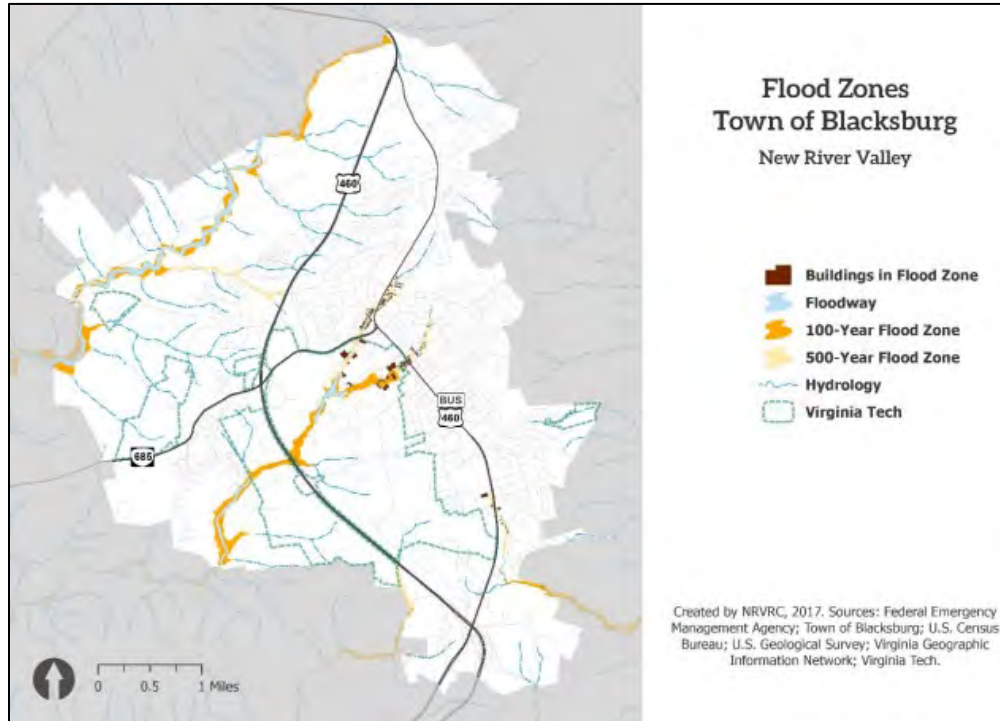 Flood Zones
Town of Blacksburg
New River Valley
460
BUS
460
685
Buildings in Flood Zone
Floodway
100-Year Flood Zone
500-Year Flood Zone
Hydrology
Virginia Tech
0 0.5 1 Miles
Created by NRVRC, 2017. Sources: Federal Emergency
Management Agency; Town of Blacksburg; U.S. Census
Bureau; U.S. Geological Survey; Virginia Geographic
Information Network; Virginia Tech.